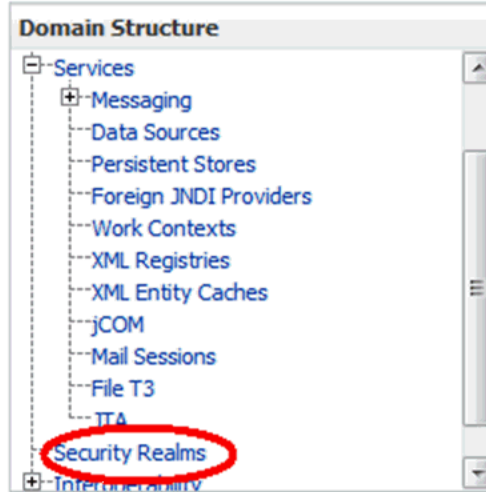 Domain Structure
Services
Messaging
Data Sources
Persistent Stores
Foreign JNDI Providers
Work Contexts
XML Registries
XML Entity Caches
jCOM
Mail Sessions
File T3
JTA
Security Realms
Interoperability